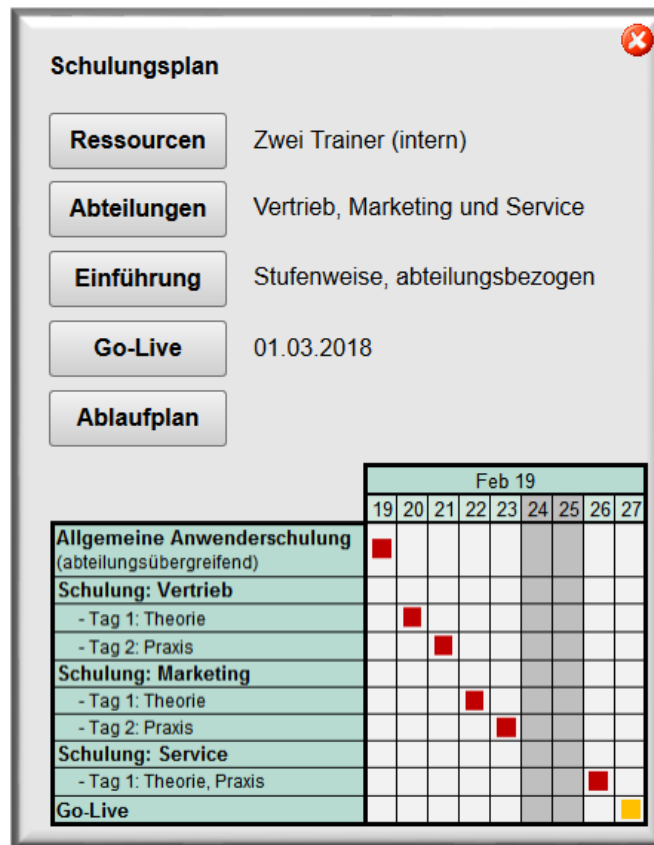 Schulungsplan
Ressourcen Zwei Trainer (intern)
Abteilungen Vertrieb, Marketing und Service
Einführung Stufenweise, abteilungsbezogen
Go-Live 01.03.2018
Ablaufplan
Feb 19
19 20 21 22 23 24 25 26 27
Allgemeine Anwenderschulung
(abteilungsübergreifend)
Schulung: Vertrieb
- Tag 1: Theorie
- Tag 2: Praxis
Schulung: Marketing
- Tag 1: Theorie
- Tag 2: Praxis
Schulung: Service
- Tag 1: Theorie, Praxis
Go-Live